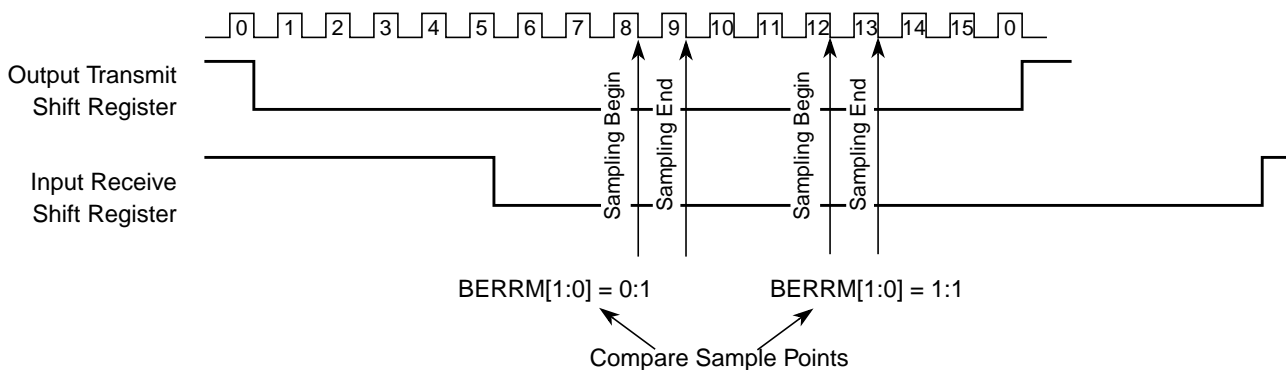 0 1 2 3 4 5 6 7 8 9 10 11 12 13 14 15 0
Output Transmit
Shift Register
Input Receive
Shift Register
Sampling Begin
Sampling End
Sampling Begin
Sampling End
BERRM[1:0] = 0:1
BERRM[1:0] = 1:1
Compare Sample Points